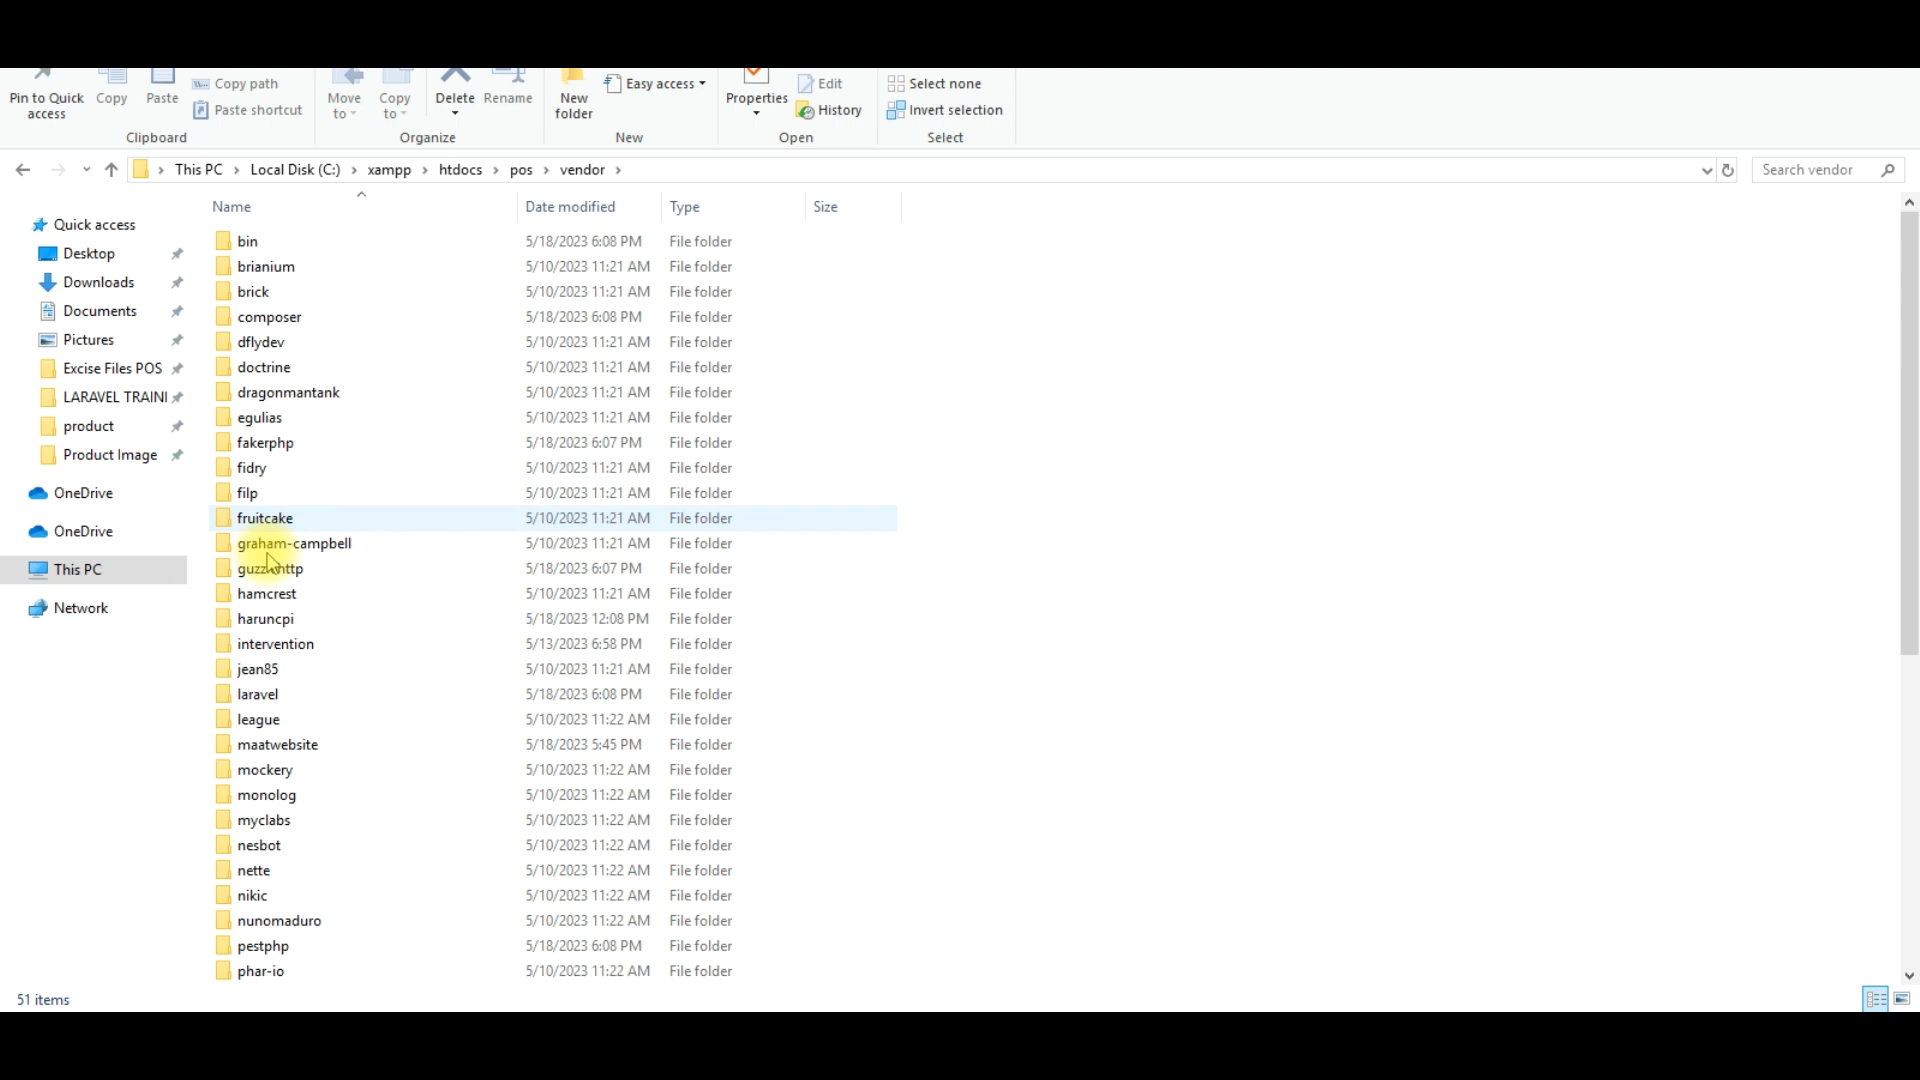 Copy path
Easy access
Edit
Select none
Pin to Quick access
Copy
Paste
Paste shortcut
Move to
Copy to
Delete
Rename
New folder
Properties
History
Invert selection
Clipboard
Organize
New
Open
Select
This PC > Local Disk (C:) > xampp > htdocs > pos > vendor >
Search vendor
Name Date modified Type Size
Quick access
Desktop
Downloads
Documents
Pictures
Excise Files POS
LARAVEL TRAINI
product
Product Image
OneDrive
OneDrive
This PC
Network
bin 5/18/2023 6:08 PM File folder
brianium 5/10/2023 11:21 AM File folder
brick 5/10/2023 11:21 AM File folder
composer 5/18/2023 6:08 PM File folder
dflydev 5/10/2023 11:21 AM File folder
doctrine 5/10/2023 11:21 AM File folder
dragonmantank 5/10/2023 11:21 AM File folder
egulias 5/10/2023 11:21 AM File folder
fakerphp 5/18/2023 6:07 PM File folder
fidry 5/10/2023 11:21 AM File folder
filp 5/10/2023 11:21 AM File folder
fruitcake 5/10/2023 11:21 AM File folder
graham-campbell 5/10/2023 11:21 AM File folder
5/18/2023 6:07 PM File folder
hamcrest 5/10/2023 11:21 AM File folder
haruncpi 5/18/2023 12:08 PM File folder
intervention 5/13/2023 6:58 PM File folder
jean85 5/10/2023 11:21 AM File folder
laravel 5/18/2023 6:08 PM File folder
league 5/10/2023 11:22 AM File folder
maatwebsite 5/18/2023 5:45 PM File folder
mockery 5/10/2023 11:22 AM File folder
monolog 5/10/2023 11:22 AM File folder
myclabs 5/10/2023 11:22 AM File folder
nesbot 5/10/2023 11:22 AM File folder
nette 5/10/2023 11:22 AM File folder
nikic 5/10/2023 11:22 AM File folder
nunomaduro 5/10/2023 11:22 AM File folder
pestphp 5/18/2023 6:08 PM File folder
phar-io 5/10/2023 11:22 AM File folder
51 items